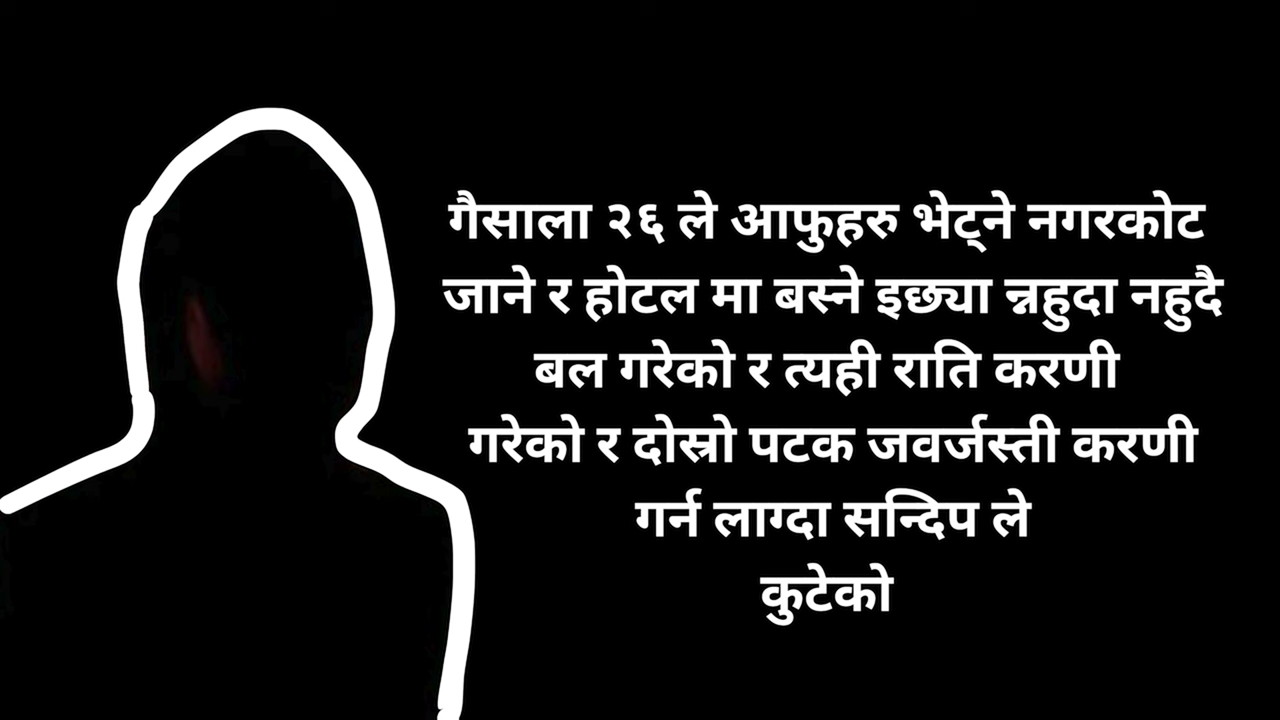 गैसाला २६ ले आफुहरु भेट्ने नगरकोट
जाने र होटल मा बस्ने इछ्या न्नहुदा नहुदै
बल गरेको र त्यही राति करणी
गरेको र दोस्रो पटक जवर्जस्ती करणी
गर्न लाग्दा सन्दिप ले
कुटेको